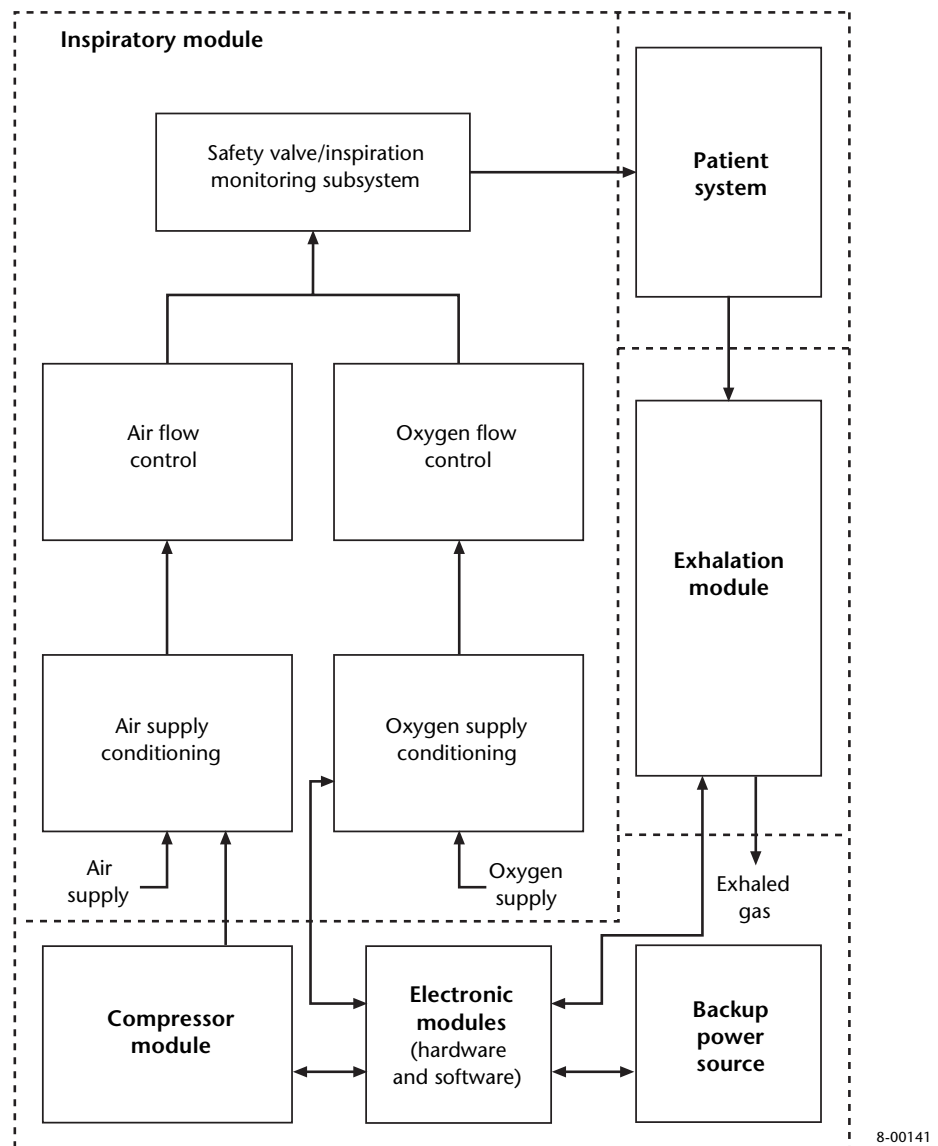 Inspiratory module
Safety valve/inspiration
monitoring subsystem
Patient
system
Air flow
control
Oxygen flow
control
Exhalation
module
Air supply
conditioning
Oxygen supply
conditioning
Air
supply
Oxygen
supply
Exhaled
gas
Compressor
module
Electronic
modules
(hardware
and software)
Backup
power
source
8-00141